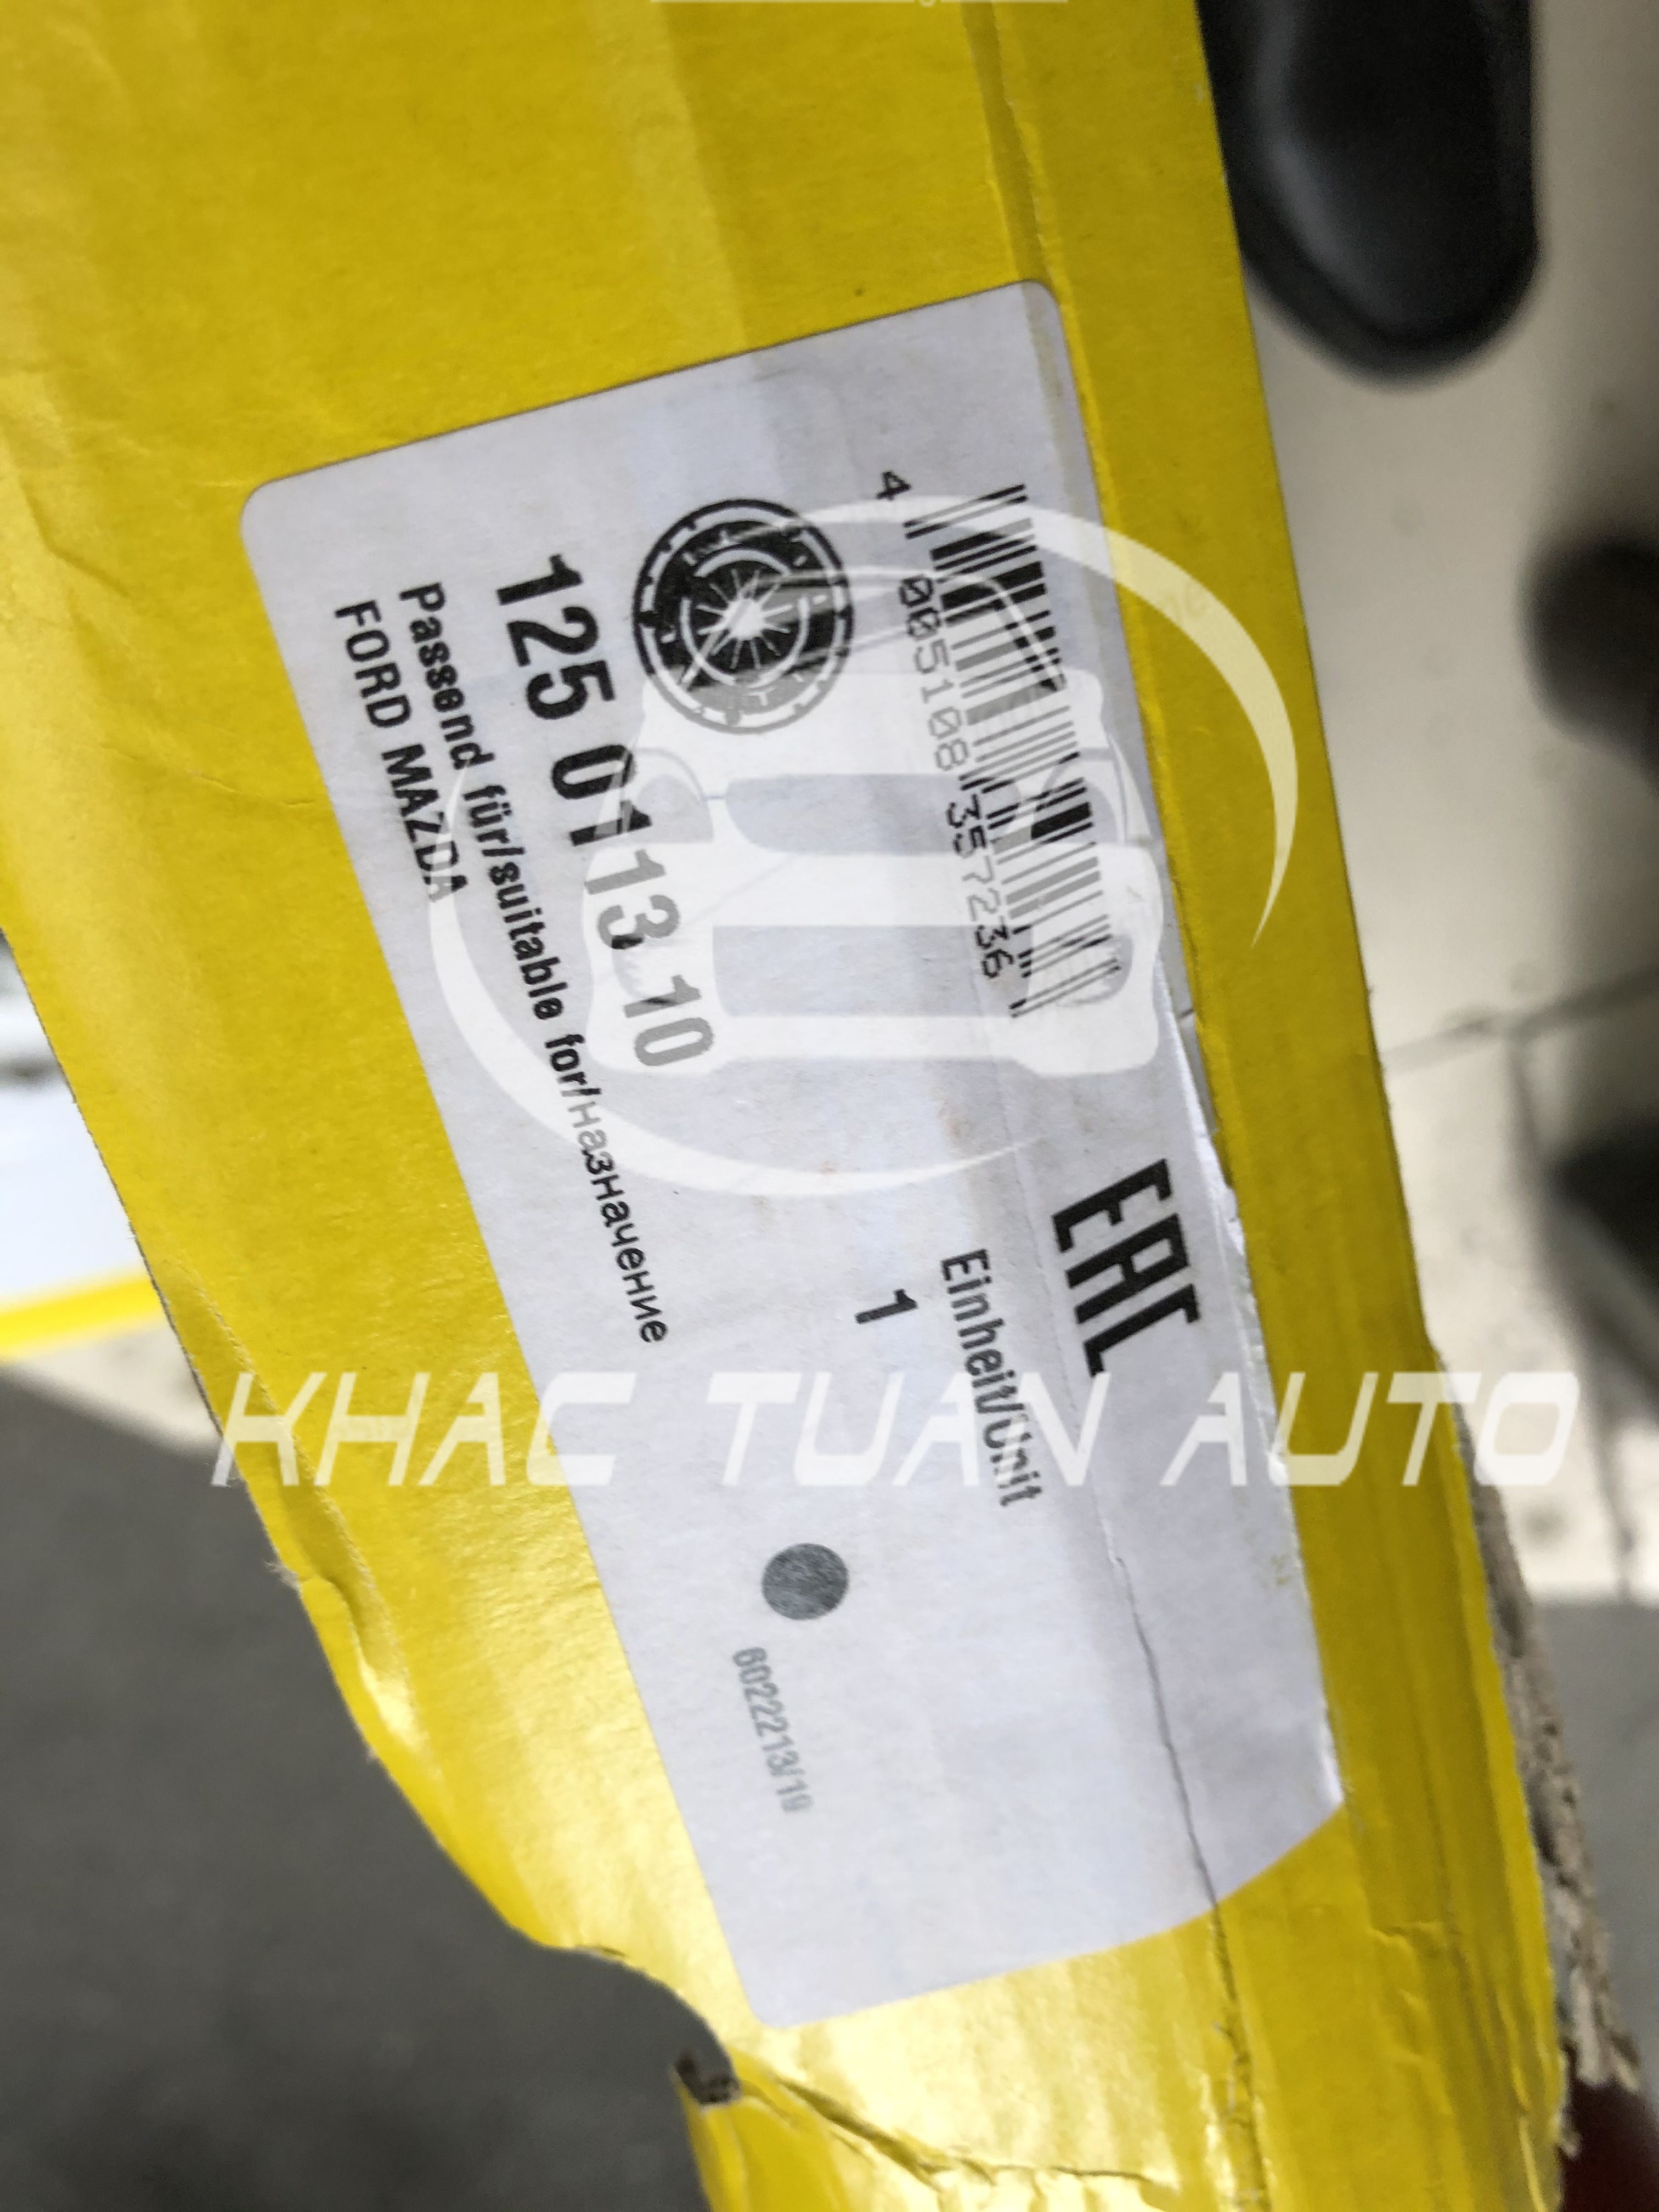 4 005108 357236
EAC
Einheit/Unit
1
125 0113 10
Passend für/suitable for/назначение
FORD MAZDA
6022213/10
KHAC TUAN AUTO